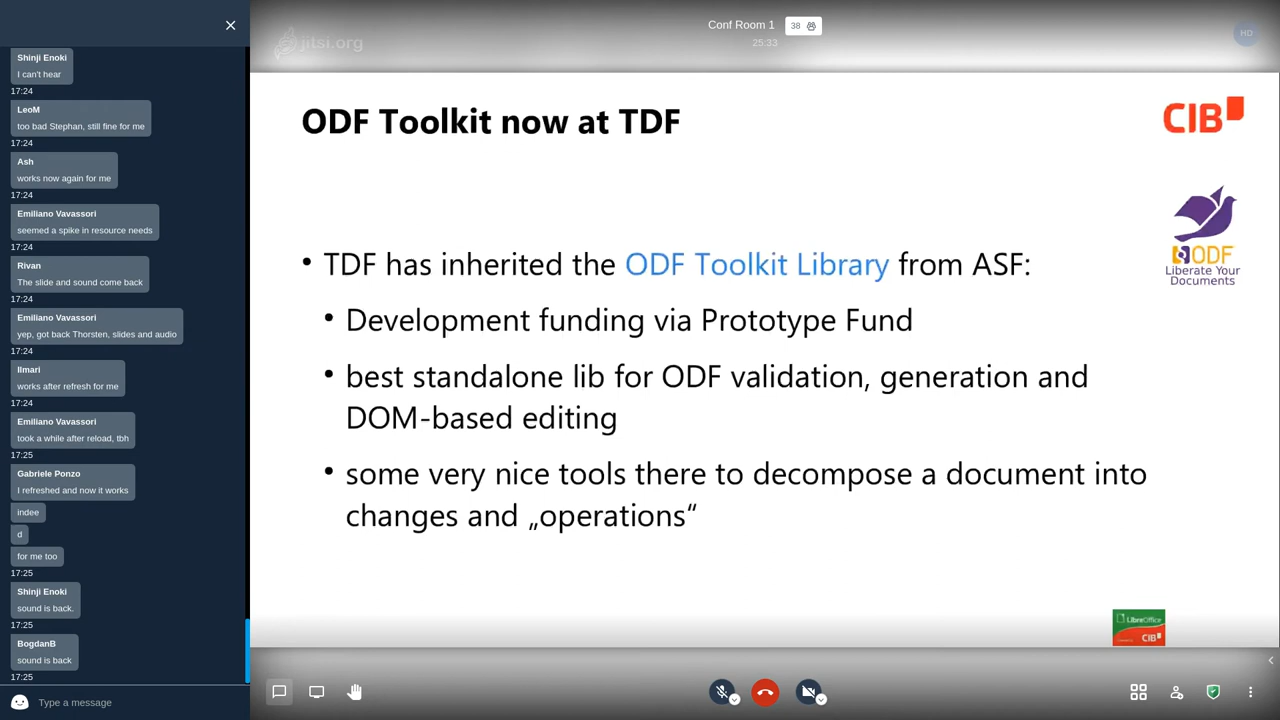 Shinji Enoki
I can't hear
17:24
LeoM
too bad Stephan, still fine for me
17:24
Ash
works now again for me
17:24
Emiliano Vavassori
seemed a spike in resource needs
17:24
Rivan
The slide and sound come back
17:24
Emiliano Vavassori
yep, got back Thorsten, slides and audio
17:24
Ilmari
works after refresh for me
17:24
Emiliano Vavassori
took a while after reload, tbh
17:25
Gabriele Ponzo
I refreshed and now it works
indee
d
for me too
17:25
Shinji Enoki
sound is back.
17:25
BogdanB
sound is back
17:25
Type a message
jitsi.org
Conf Room 1
38
25:33
HD
ODF Toolkit now at TDF
CIB
ODF
Liberate Your
Documents
• TDF has inherited the ODF Toolkit Library from ASF:
• Development funding via Prototype Fund
• best standalone lib for ODF validation, generation and
DOM-based editing
• some very nice tools there to decompose a document into
changes and „operations“
LibreOffice
CIB